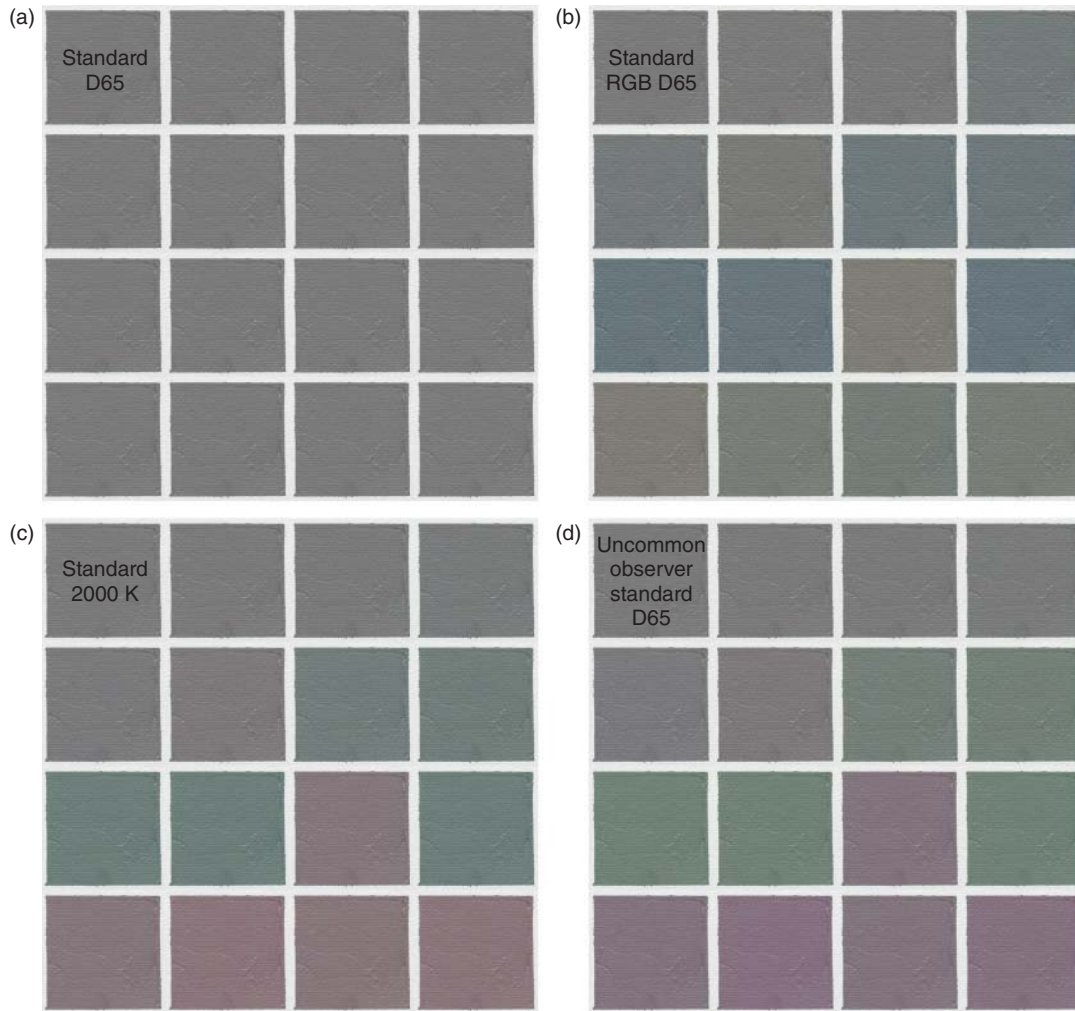 (a)
Standard
D65
(b)
Standard
RGB D65
(c)
Standard
2000 K
(d)
Uncommon
observer
standard
D65